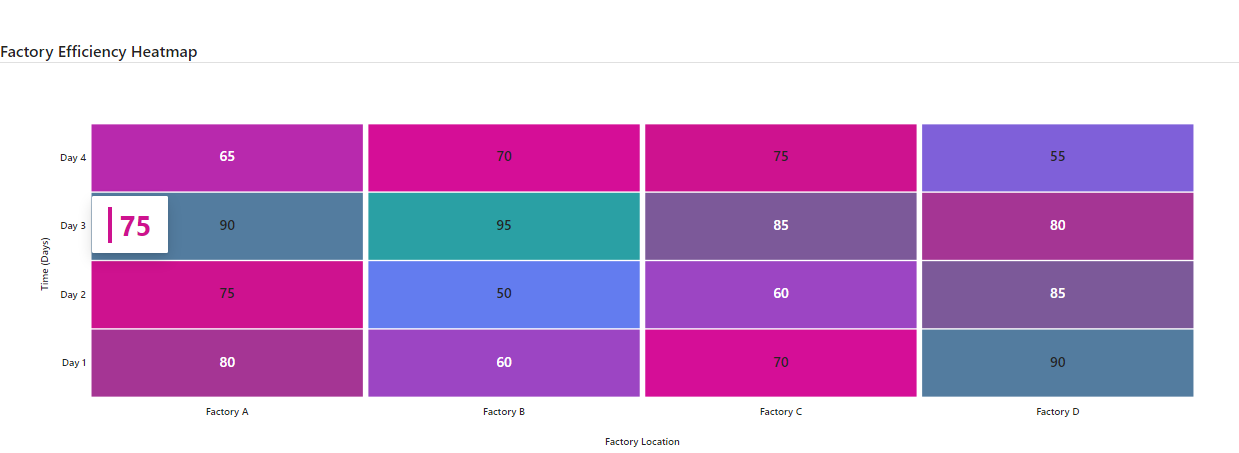 Factory Efficiency Heatmap
Day 4 65 70 75 55
Day 3 75 90 95 85 80
Time (Days)
Day 2 75 50 60 85
Day 1 80 60 70 90
Factory A Factory B Factory C Factory D
Factory Location